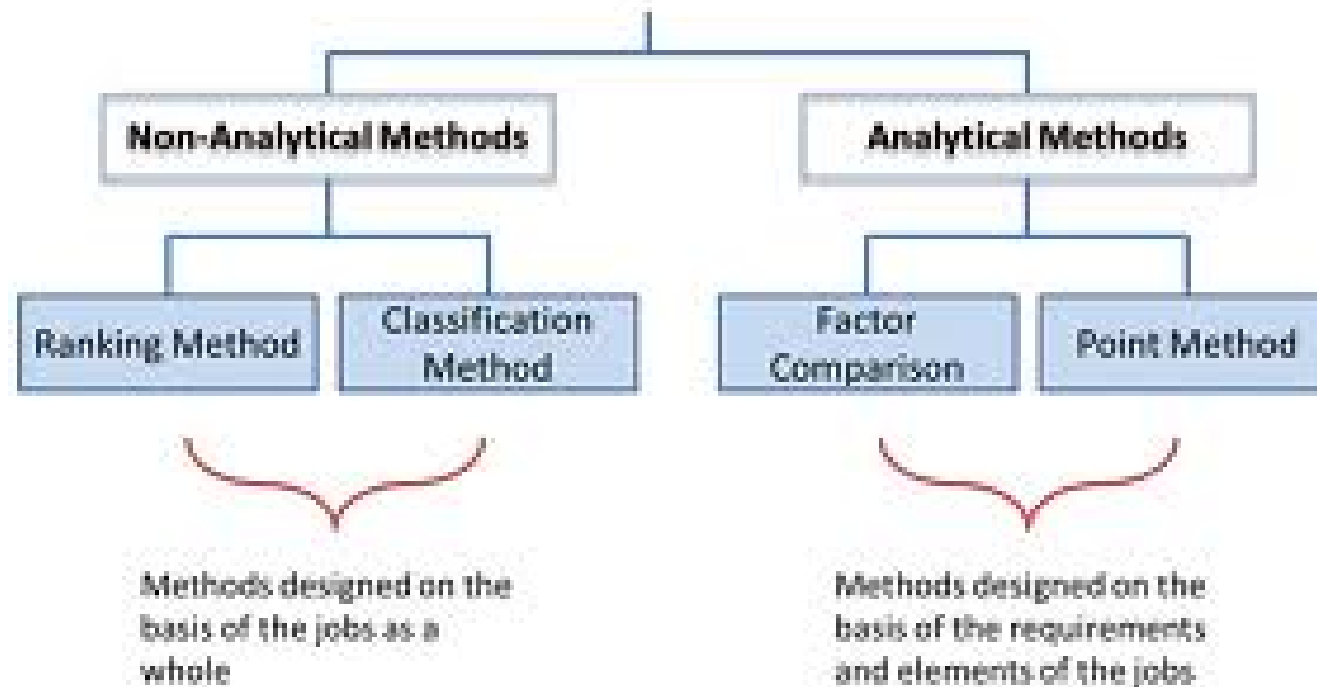 Non-Analytical Methods
Analytical Methods
Ranking Method
Classification
Method
Factor
Comparison
Point Method
Methods designed on the
basis of the jobs as a
whole
Methods designed on the
basis of the requirements
and elements of the jobs